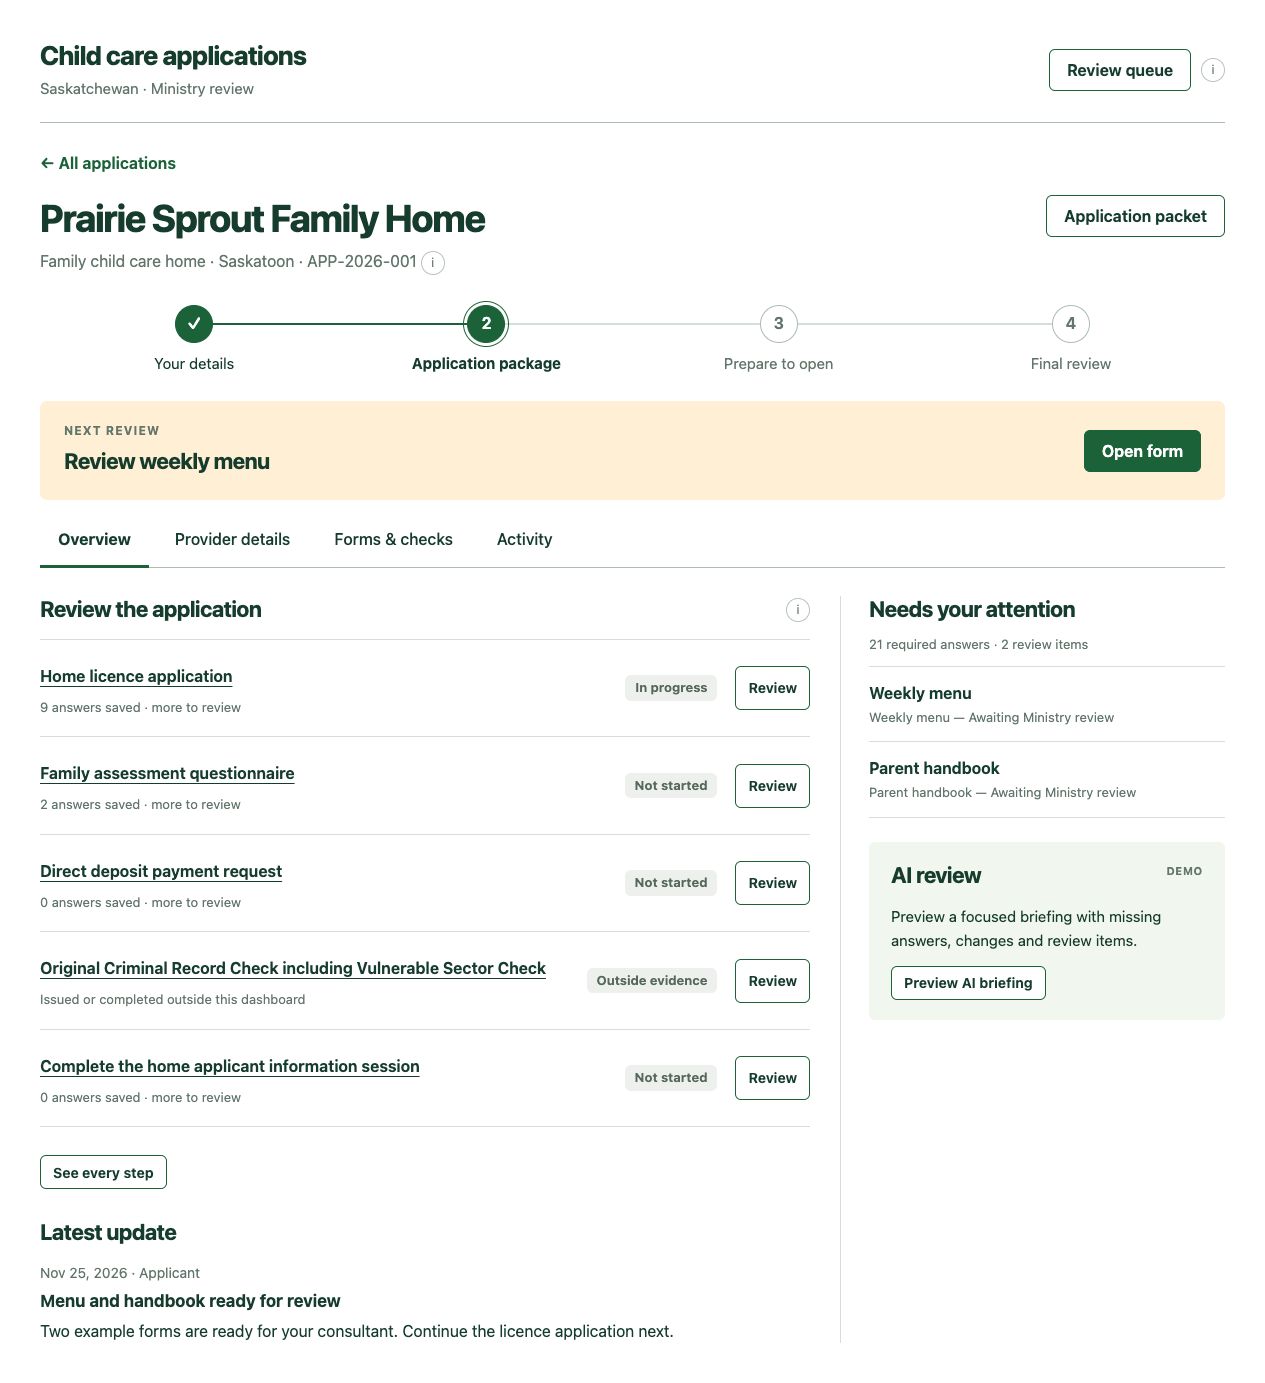 Child care applications
Saskatchewan · Ministry review
Review queue
i
← All applications
Prairie Sprout Family Home
Application packet
Family child care home · Saskatoon · APP-2026-001
i
✓
2
3
4
Your details
Application package
Prepare to open
Final review
NEXT REVIEW
Review weekly menu
Open form
Overview
Provider details
Forms & checks
Activity
Review the application
i
Home licence application
9 answers saved · more to review
In progress
Review
Family assessment questionnaire
2 answers saved · more to review
Not started
Review
Direct deposit payment request
0 answers saved · more to review
Not started
Review
Original Criminal Record Check including Vulnerable Sector Check
Issued or completed outside this dashboard
Outside evidence
Review
Complete the home applicant information session
0 answers saved · more to review
Not started
Review
See every step
Latest update
Nov 25, 2026 · Applicant
Menu and handbook ready for review
Two example forms are ready for your consultant. Continue the licence application next.
Needs your attention
21 required answers · 2 review items
Weekly menu
Weekly menu — Awaiting Ministry review
Parent handbook
Parent handbook — Awaiting Ministry review
AI review
DEMO
Preview a focused briefing with missing
answers, changes and review items.
Preview AI briefing